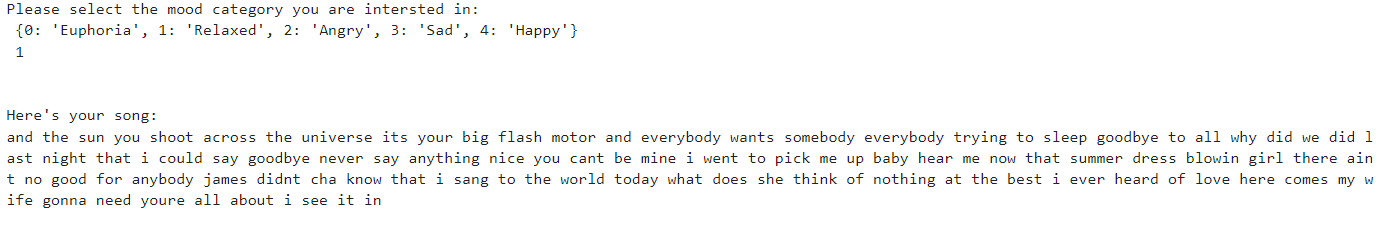 Please select the mood category you are intersted in:
{0: 'Euphoria', 1: 'Relaxed', 2: 'Angry', 3: 'Sad', 4: 'Happy'}
1
Here's your song:
and the sun you shoot across the universe its your big flash motor and everybody wants somebody everybody trying to sleep goodbye to all why did we did l
ast night that i could say goodbye never say anything nice you cant be mine i went to pick me up baby hear me now that summer dress blowin girl there ain
t no good for anybody james didnt cha know that i sang to the world today what does she think of nothing at the best i ever heard of love here comes my w
ife gonna need youre all about i see it in